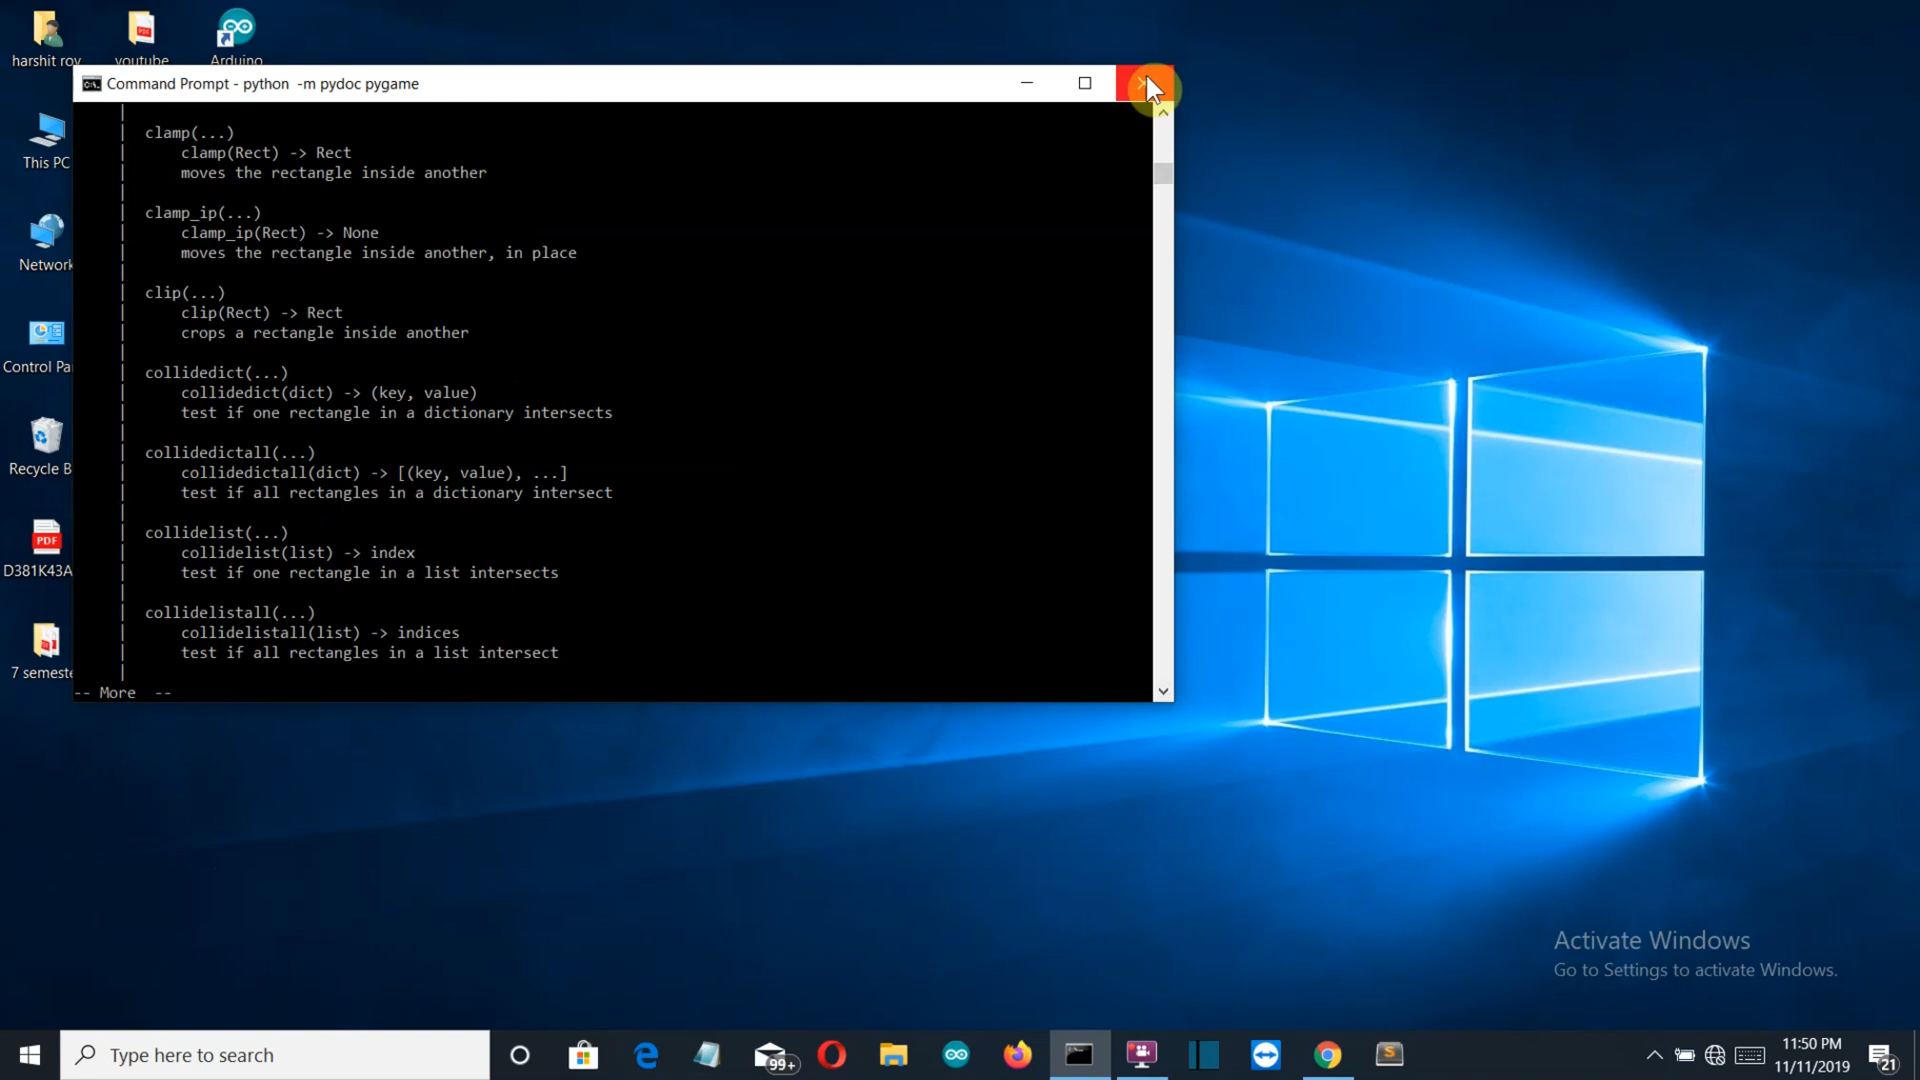 harshit roy
youtube
Arduino
Command Prompt - python -m pydoc pygame
clamp(...)
clamp(Rect) -> Rect
moves the rectangle inside another
clamp_ip(...)
clamp_ip(Rect) -> None
moves the rectangle inside another, in place
clip(...)
clip(Rect) -> Rect
crops a rectangle inside another
collidedict(...)
collidedict(dict) -> (key, value)
test if one rectangle in a dictionary intersects
collidedictall(...)
collidedictall(dict) -> [(key, value), ...]
test if all rectangles in a dictionary intersect
collidelist(...)
collidelist(list) -> index
test if one rectangle in a list intersects
collidelistall(...)
collidelistall(list) -> indices
test if all rectangles in a list intersect
-- More --
This PC
Network
Control Pa
Recycle B
PDF
D381K43A
7 semeste
Activate Windows
Go to Settings to activate Windows.
Type here to search
99+
11:50 PM
11/11/2019
21